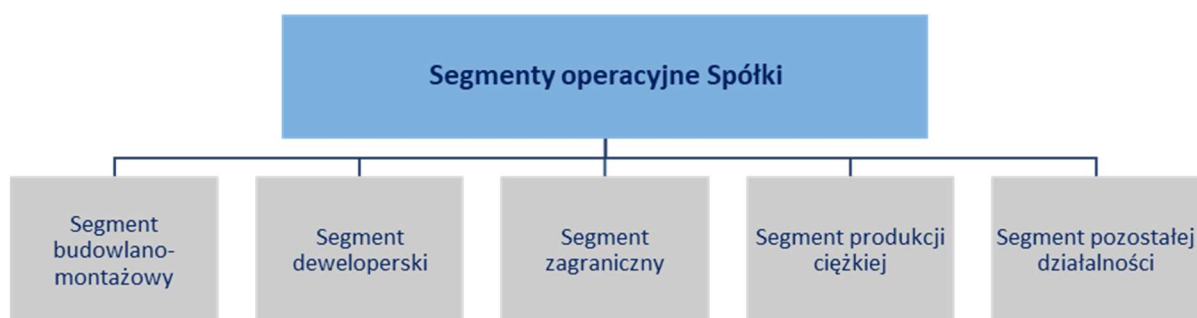 Segmenty operacyjne Spółki
Segment
budowlano-
montażowy
Segment
deweloperski
Segment
zagraniczny
Segment produkcji
ciężkiej
Segment pozostałej
działalności